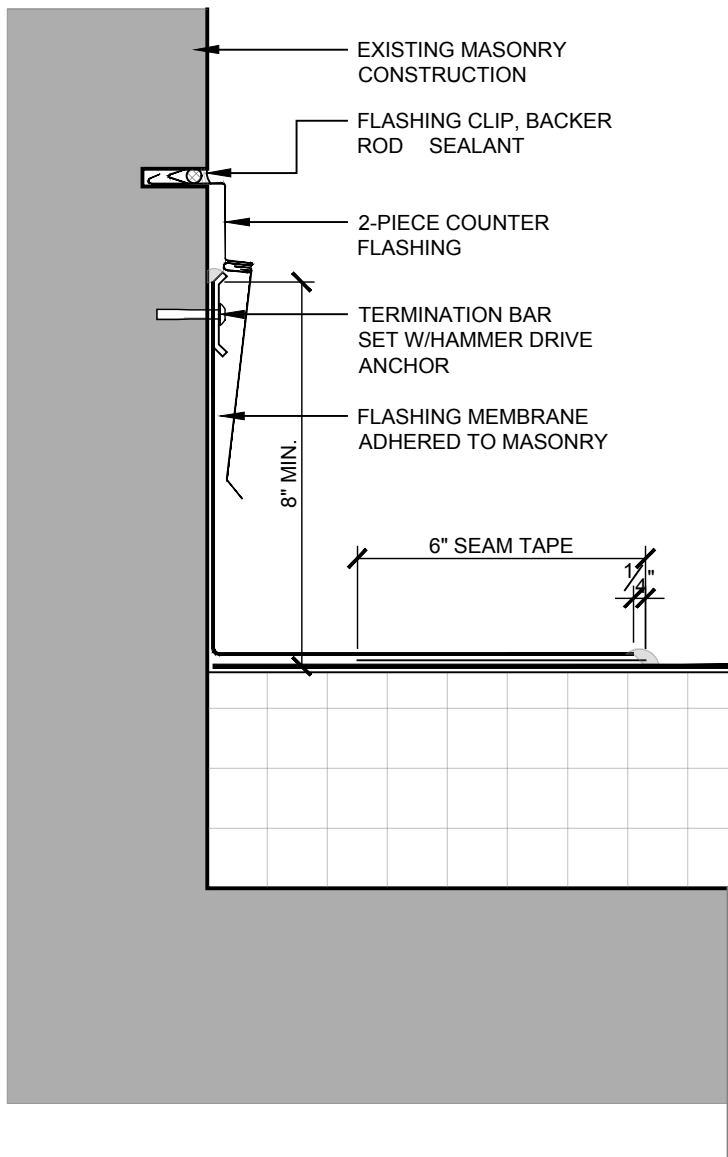 EXISTING MASONRY
CONSTRUCTION
FLASHING CLIP, BACKER
ROD SEALANT
2-PIECE COUNTER
FLASHING
TERMINATION BAR
SET W/HAMMER DRIVE
ANCHOR
FLASHING MEMBRANE
ADHERED TO MASONRY
8" MIN.
6" SEAM TAPE
1/4"